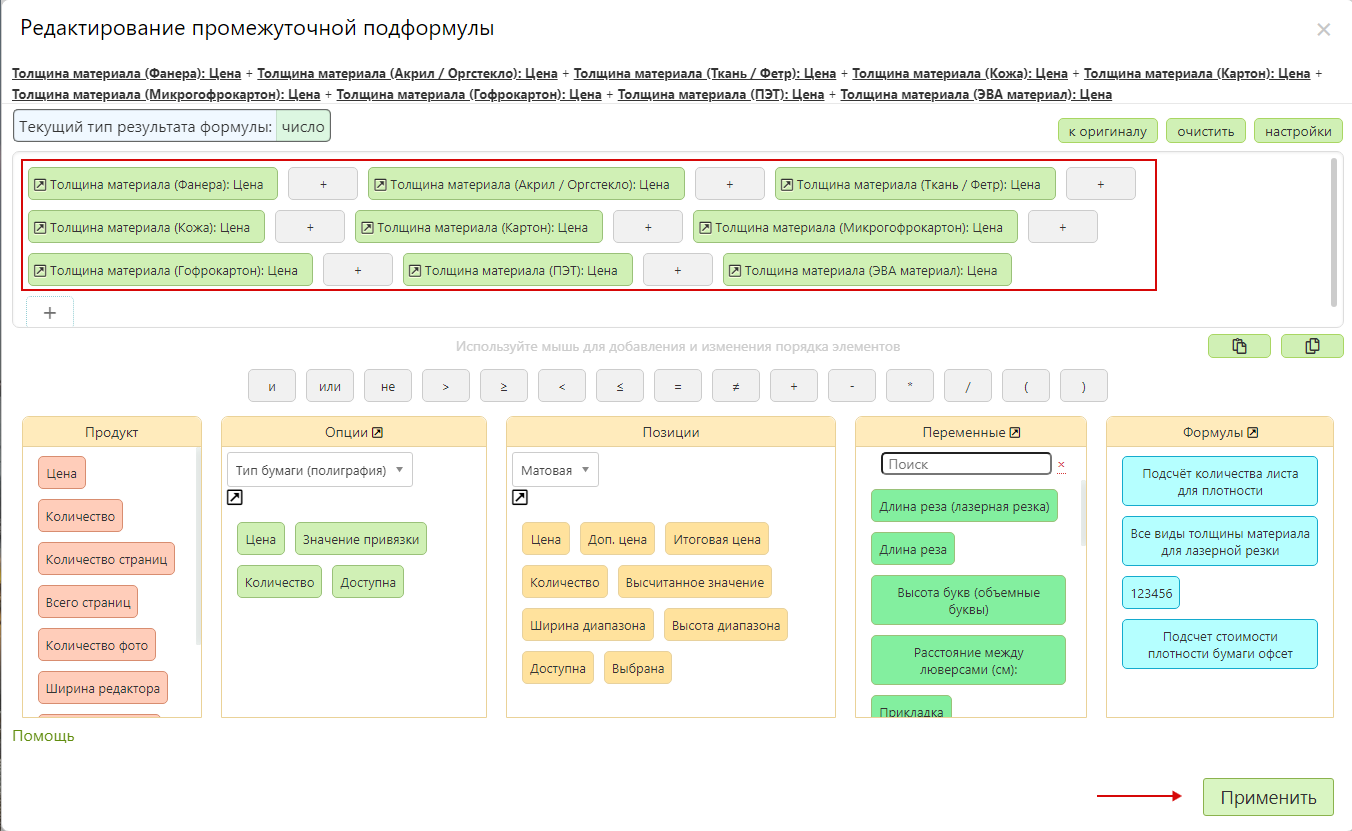 Редактирование промежуточной подформулы
×
Толщина материала (Фанера): Цена + Толщина материала (Акрил / Оргстекло): Цена + Толщина материала (Ткань / Фетр): Цена + Толщина материала (Кожа): Цена + Толщина материала (Картон): Цена +
Толщина материала (Микрогофрокартон): Цена + Толщина материала (Гофрокартон): Цена + Толщина материала (ПЭТ): Цена + Толщина материала (ЭВА материал): Цена
Текущий тип результата формулы: число
к оригиналу очистить настройки
Толщина материала (Фанера): Цена + Толщина материала (Акрил / Оргстекло): Цена + Толщина материала (Ткань / Фетр): Цена +
Толщина материала (Кожа): Цена + Толщина материала (Картон): Цена + Толщина материала (Микрогофрокартон): Цена +
Толщина материала (Гофрокартон): Цена + Толщина материала (ПЭТ): Цена + Толщина материала (ЭВА материал): Цена
+
Используйте мышь для добавления и изменения порядка элементов
и или не > ≥ < ≤ = ≠ + - * / ( )
Продукт
Цена
Количество
Количество страниц
Всего страниц
Количество фото
Ширина редактора
Опции
Тип бумаги (полиграфия)
Цена Значение привязки
Количество Доступна
Позиции
Матовая
Цена Доп. цена Итоговая цена
Количество Высчитанное значение
Ширина диапазона Высота диапазона
Доступна Выбрана
Переменные
Поиск ×
Длина реза (лазерная резка)
Длина реза
Высота букв (объемные
буквы)
Расстояние между
люверсами (см):
Прикладка
Формулы
Подсчёт количества листа
для плотности
Все виды толщины материала
для лазерной резки
123456
Подсчет стоимости
плотности бумаги офсет
Помощь
Применить